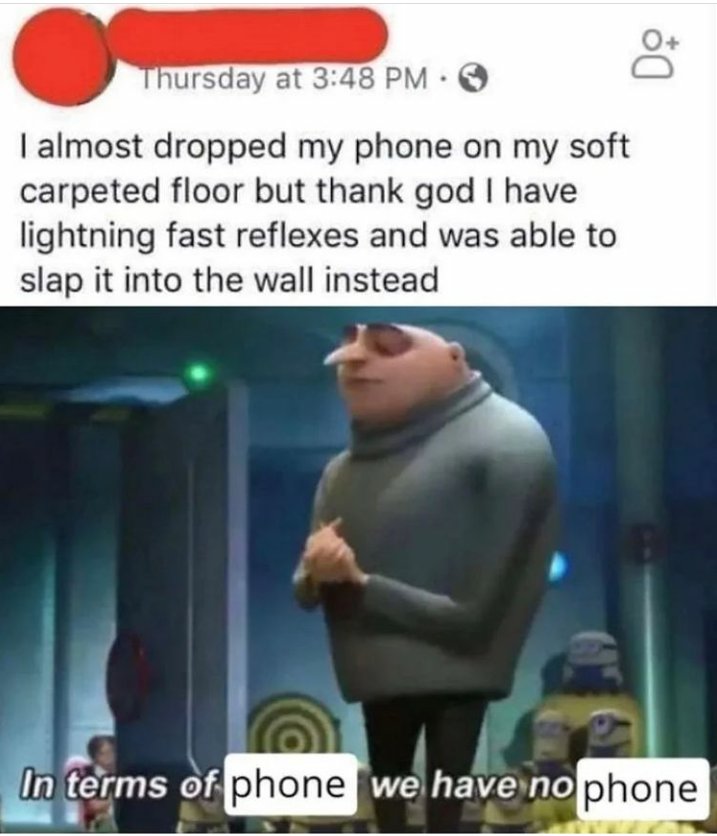 Thursday at 3:48 PM ·
I almost dropped my phone on my soft
carpeted floor but thank god I have
lightning fast reflexes and was able to
slap it into the wall instead
In terms of phone we have no phone